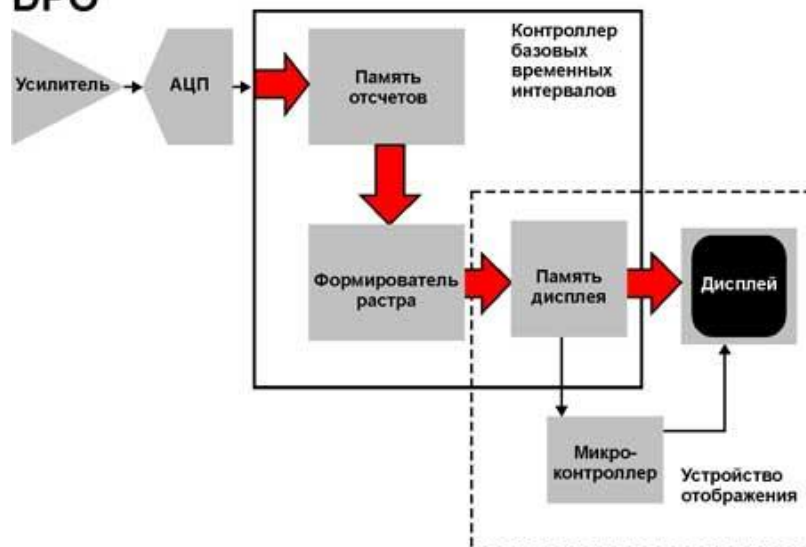 DPO
Усилитель
АЦП
Память
отсчетов
Контроллер
базовых
временных
интервалов
Формирователь
растра
Память
дисплея
Дисплей
Микро-
контроллер
Устройство
отображения